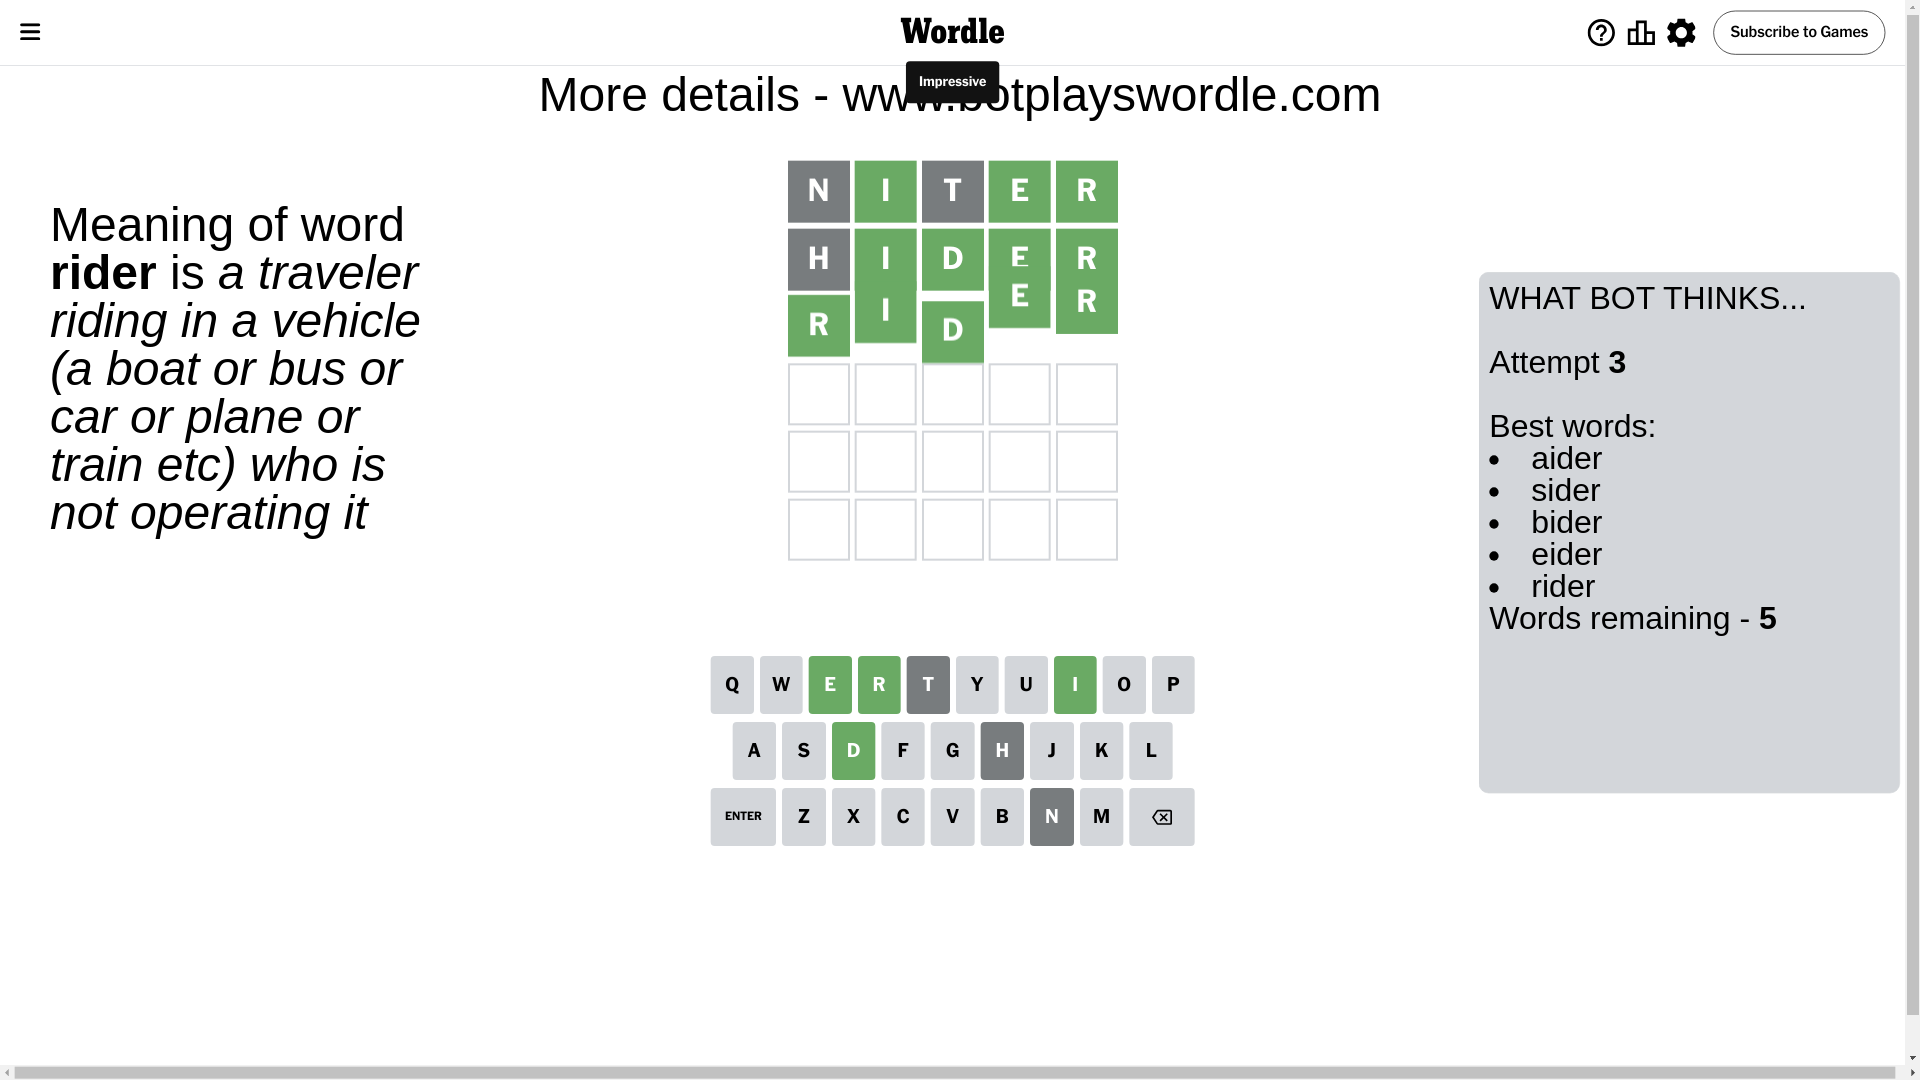 Wordle
Subscribe to Games
Impressive
More details - www.botplayswordle.com
Meaning of word
rider is a traveler
riding in a vehicle
(a boat or bus or
car or plane or
train etc) who is
not operating it
N I T E R
H I D E R
R I D E R
WHAT BOT THINKS...
Attempt 3
Best words:
• aider
• sider
• bider
• eider
• rider
Words remaining - 5
Q W E R T Y U I O P
A S D F G H J K L
ENTER Z X C V B N M